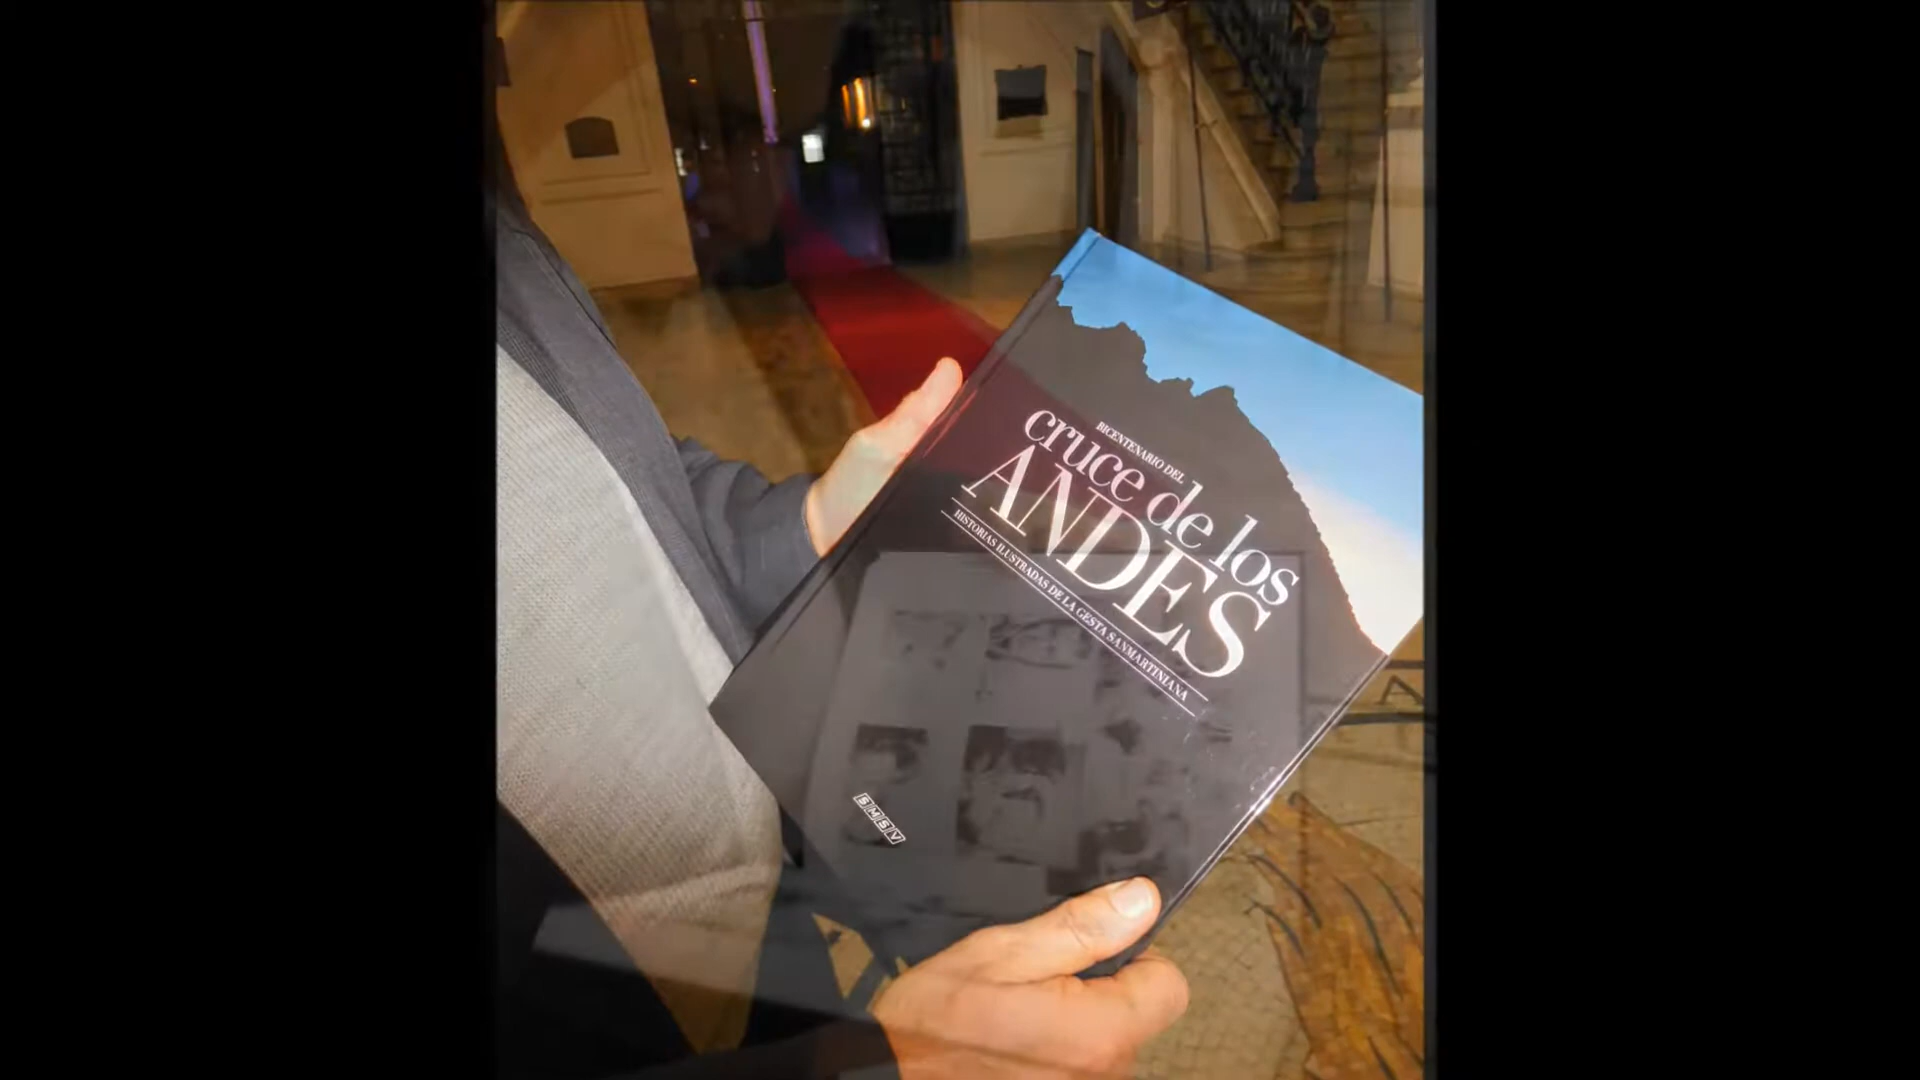 BICENTENARIO DEL
cruce de los
ANDES
HISTORIAS ILUSTRADAS DE LA GESTA SANMARTINIANA
SMSV